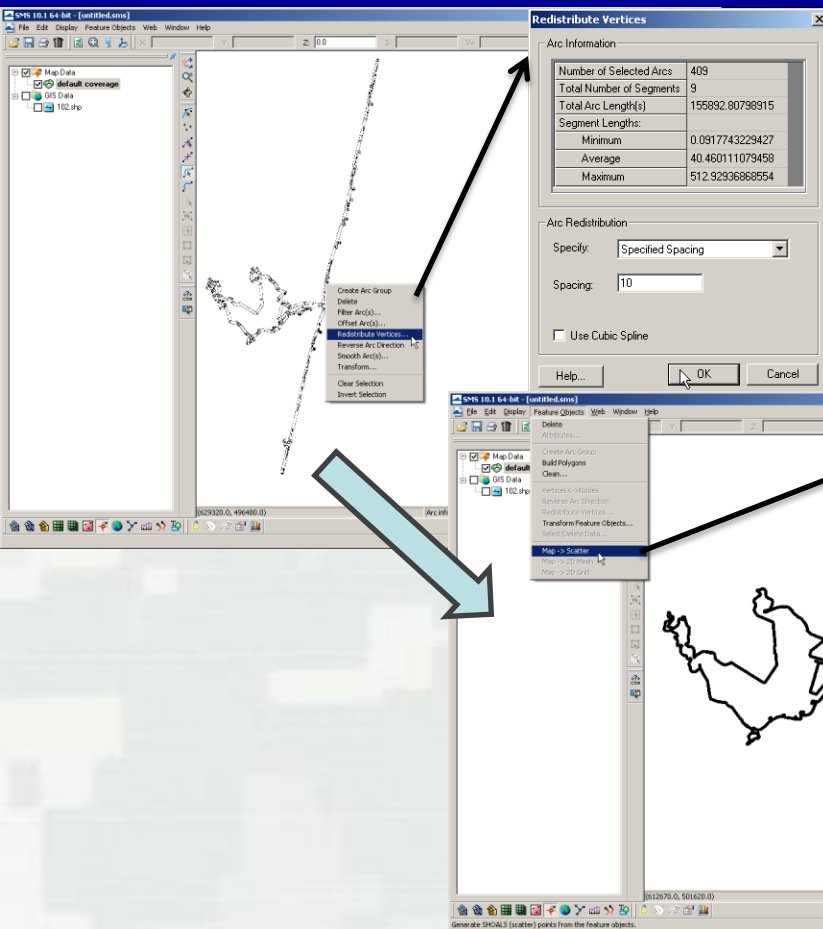 SMS 10.1 64-bit - [untitled.sms]
File Edit Display Feature Objects Web Window Help
X Y Z 0.0 S Vx
Map Data
default coverage
GIS Data
102.shp
Create Arc Group
Delete
Filter Arc(s)...
Offset Arc(s)...
Redistribute Vertices...
Reverse Arc Direction
Smooth Arc(s)...
Transform...
Clear Selection
Invert Selection
(629320.0, 496480.0) Arc inf
Redistribute Vertices
Arc Information
Number of Selected Arcs 409
Total Number of Segments 9
Total Arc Length(s) 155892.80798915
Segment Lengths:
Minimum 0.0917743229427
Average 40.460111079458
Maximum 512.92936868554
Arc Redistribution
Specify: Specified Spacing
Spacing: 10
Use Cubic Spline
Help... OK Cancel
SMS 10.1 64-bit - [untitled.sms]
File Edit Display Feature Objects Web Window Help
Y Z
Map Data
default
GIS Data
102.shp
Delete
Attributes...
Create Arc Group
Build Polygons
Clean...
Vertices<->Nodes
Reverse Arc Direction
Redistribute Vertices...
Transform Feature Objects...
Select/Delete Data...
Map -> Scatter
Map -> 2D Mesh
Map -> 2D Grid
(612670.0, 501620.0)
Generate SHOALS (scatter) points from the feature objects.